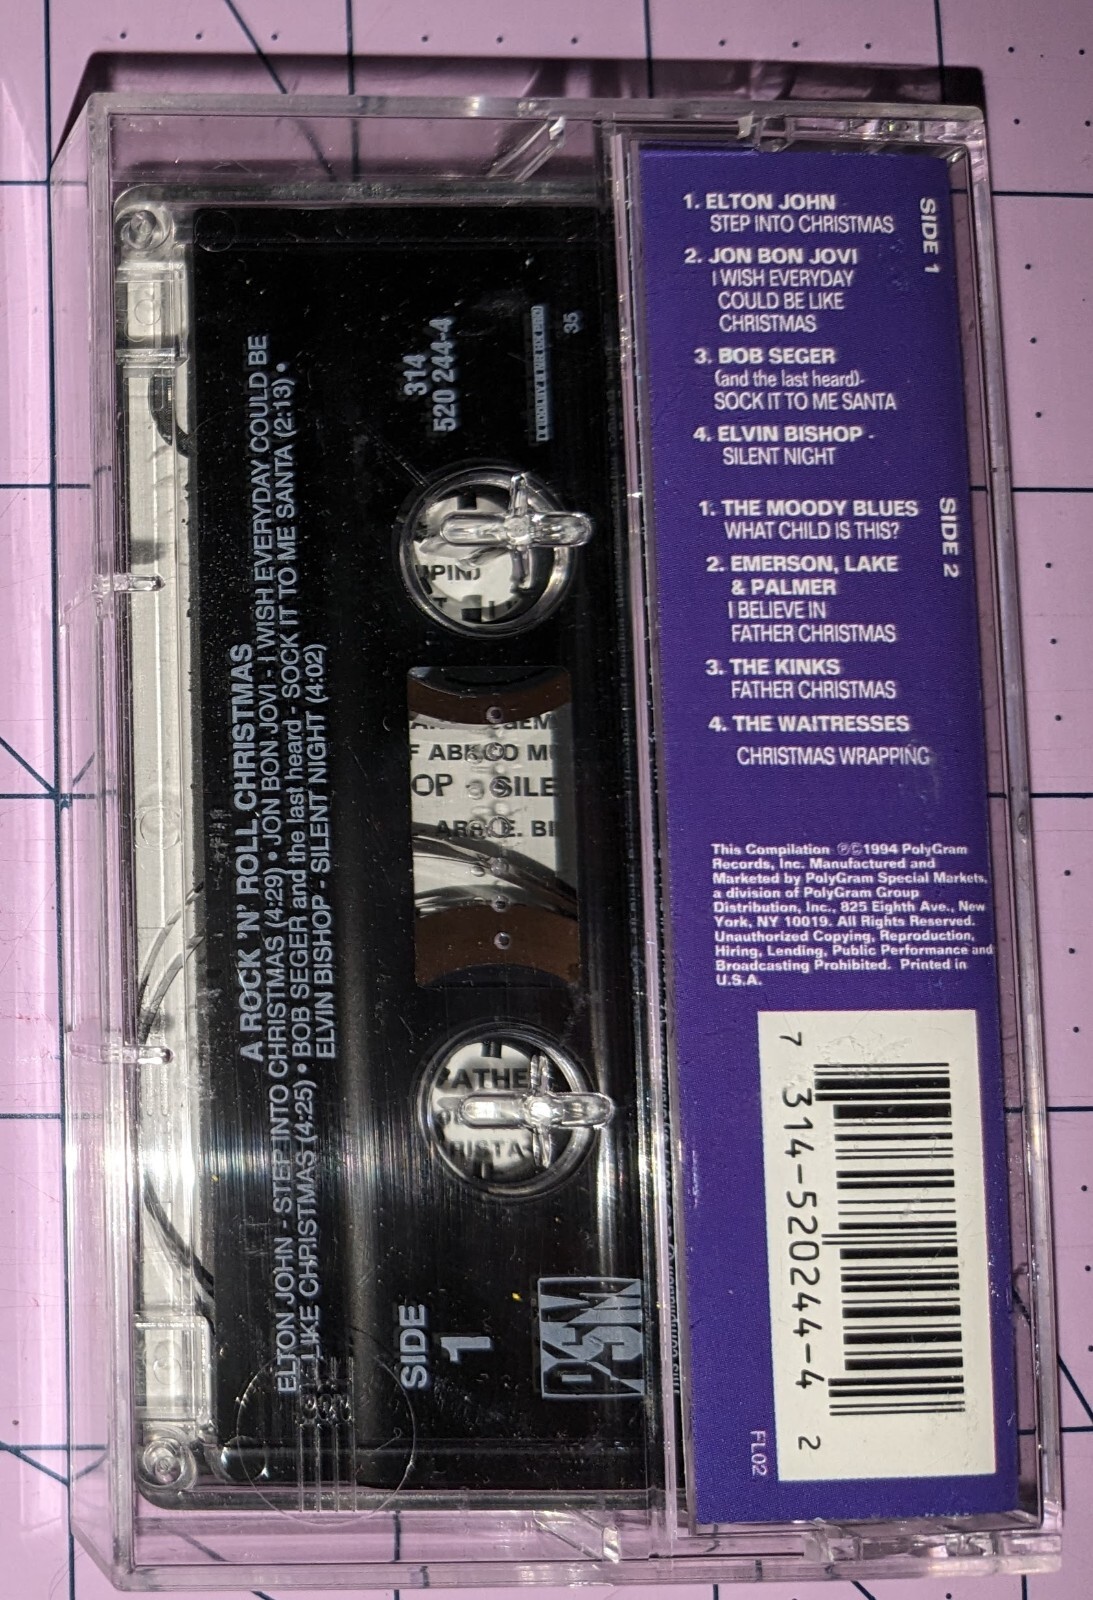 A ROCK 'N' ROLL CHRISTMAS
ELTON JOHN - STEP INTO CHRISTMAS (4:29) • JON BON JOVI - I WISH EVERYDAY COULD BE
LIKE CHRISTMAS (4:25) • BOB SEGER and the last heard - SOCK IT TO ME SANTA (2:13) •
ELVIN BISHOP - SILENT NIGHT (4:02)
SIDE
1
314
520 244-4
35
PSM
SIDE 1
1. ELTON JOHN
STEP INTO CHRISTMAS
2. JON BON JOVI
I WISH EVERYDAY
COULD BE LIKE
CHRISTMAS
3. BOB SEGER
(and the last heard)-
SOCK IT TO ME SANTA
4. ELVIN BISHOP -
SILENT NIGHT
SIDE 2
1. THE MOODY BLUES
WHAT CHILD IS THIS?
2. EMERSON, LAKE
& PALMER
I BELIEVE IN
FATHER CHRISTMAS
3. THE KINKS
FATHER CHRISTMAS
4. THE WAITRESSES
CHRISTMAS WRAPPING
This Compilation ℗©1994 PolyGram
Records, Inc. Manufactured and
Marketed by PolyGram Special Markets,
a division of PolyGram Group
Distribution, Inc., 825 Eighth Ave., New
York, NY 10019. All Rights Reserved.
Unauthorized Copying, Reproduction,
Hiring, Lending, Public Performance and
Broadcasting Prohibited. Printed in
U.S.A.
7 314-520244-4 2
FL02